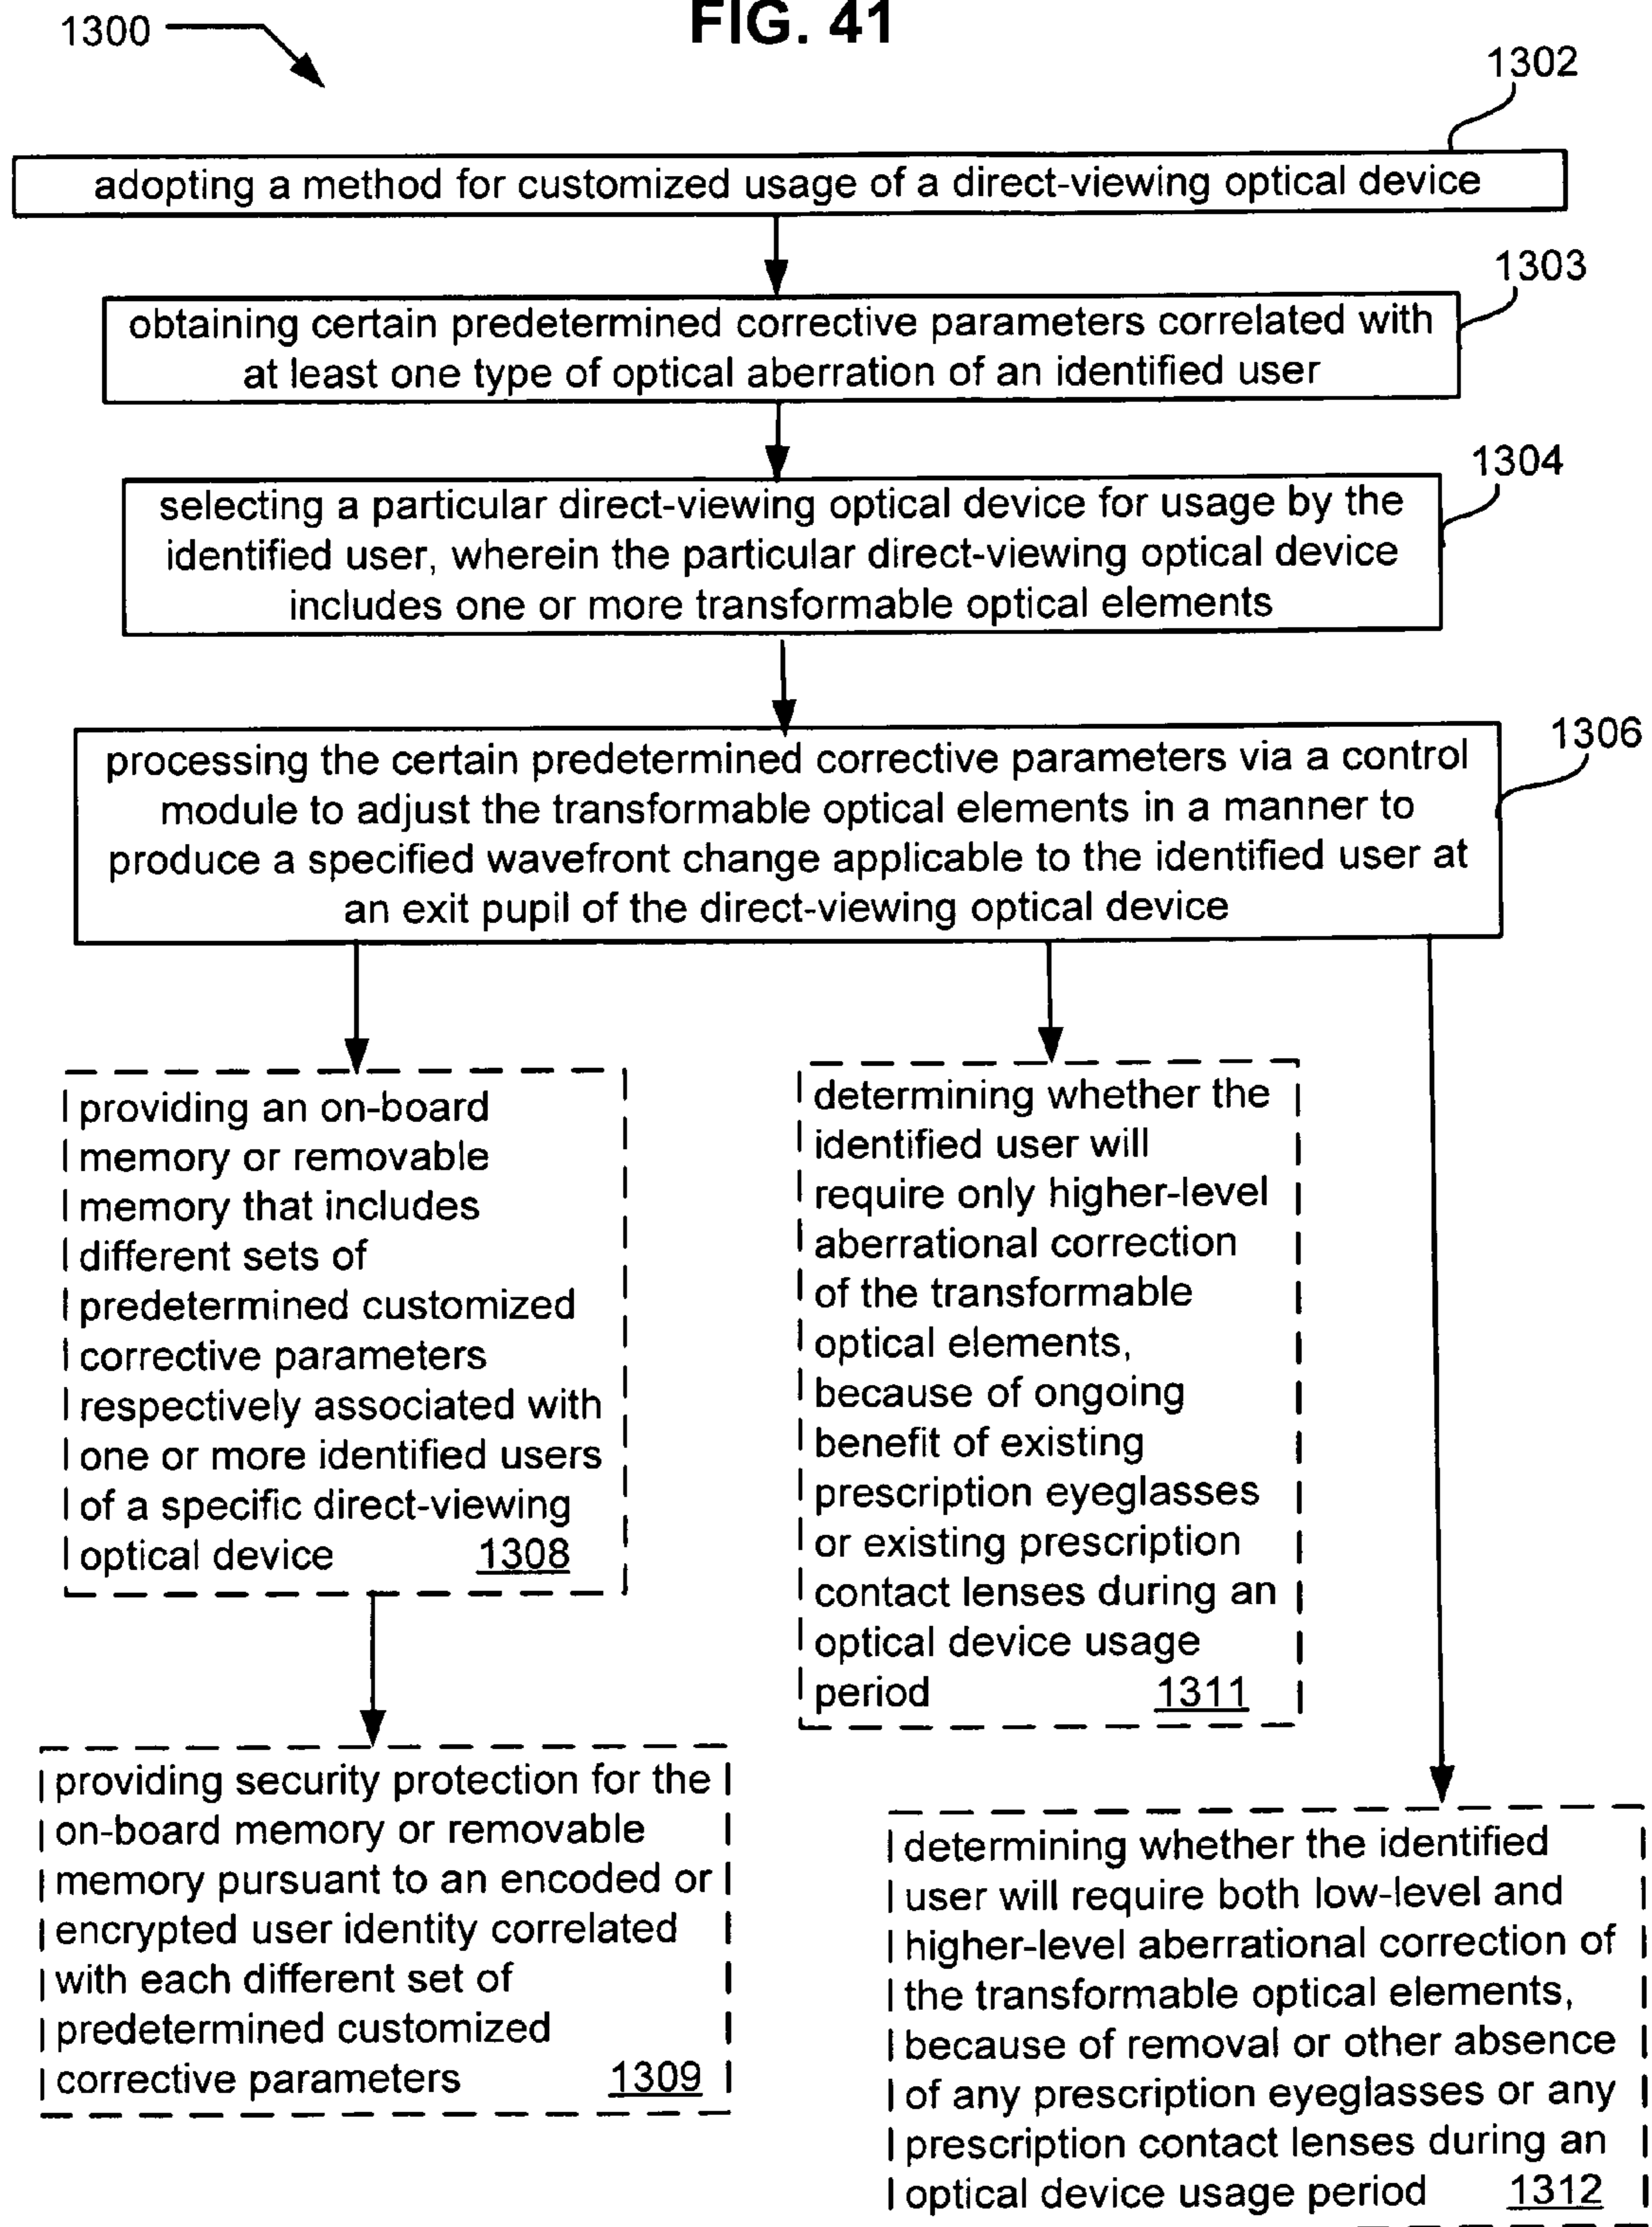 FIG. 41
1300
1302
adopting a method for customized usage of a direct-viewing optical device
1303
obtaining certain predetermined corrective parameters correlated with
at least one type of optical aberration of an identified user
1304
selecting a particular direct-viewing optical device for usage by the
identified user, wherein the particular direct-viewing optical device
includes one or more transformable optical elements
1306
processing the certain predetermined corrective parameters via a control
module to adjust the transformable optical elements in a manner to
produce a specified wavefront change applicable to the identified user at
an exit pupil of the direct-viewing optical device
providing an on-board
memory or removable
memory that includes
different sets of
predetermined customized
corrective parameters
respectively associated with
one or more identified users
of a specific direct-viewing
optical device 1308
determining whether the
identified user will
require only higher-level
aberrational correction
of the transformable
optical elements,
because of ongoing
benefit of existing
prescription eyeglasses
or existing prescription
contact lenses during an
optical device usage
period 1311
providing security protection for the
on-board memory or removable
memory pursuant to an encoded or
encrypted user identity correlated
with each different set of
predetermined customized
corrective parameters 1309
determining whether the identified
user will require both low-level and
higher-level aberrational correction of
the transformable optical elements,
because of removal or other absence
of any prescription eyeglasses or any
prescription contact lenses during an
optical device usage period 1312